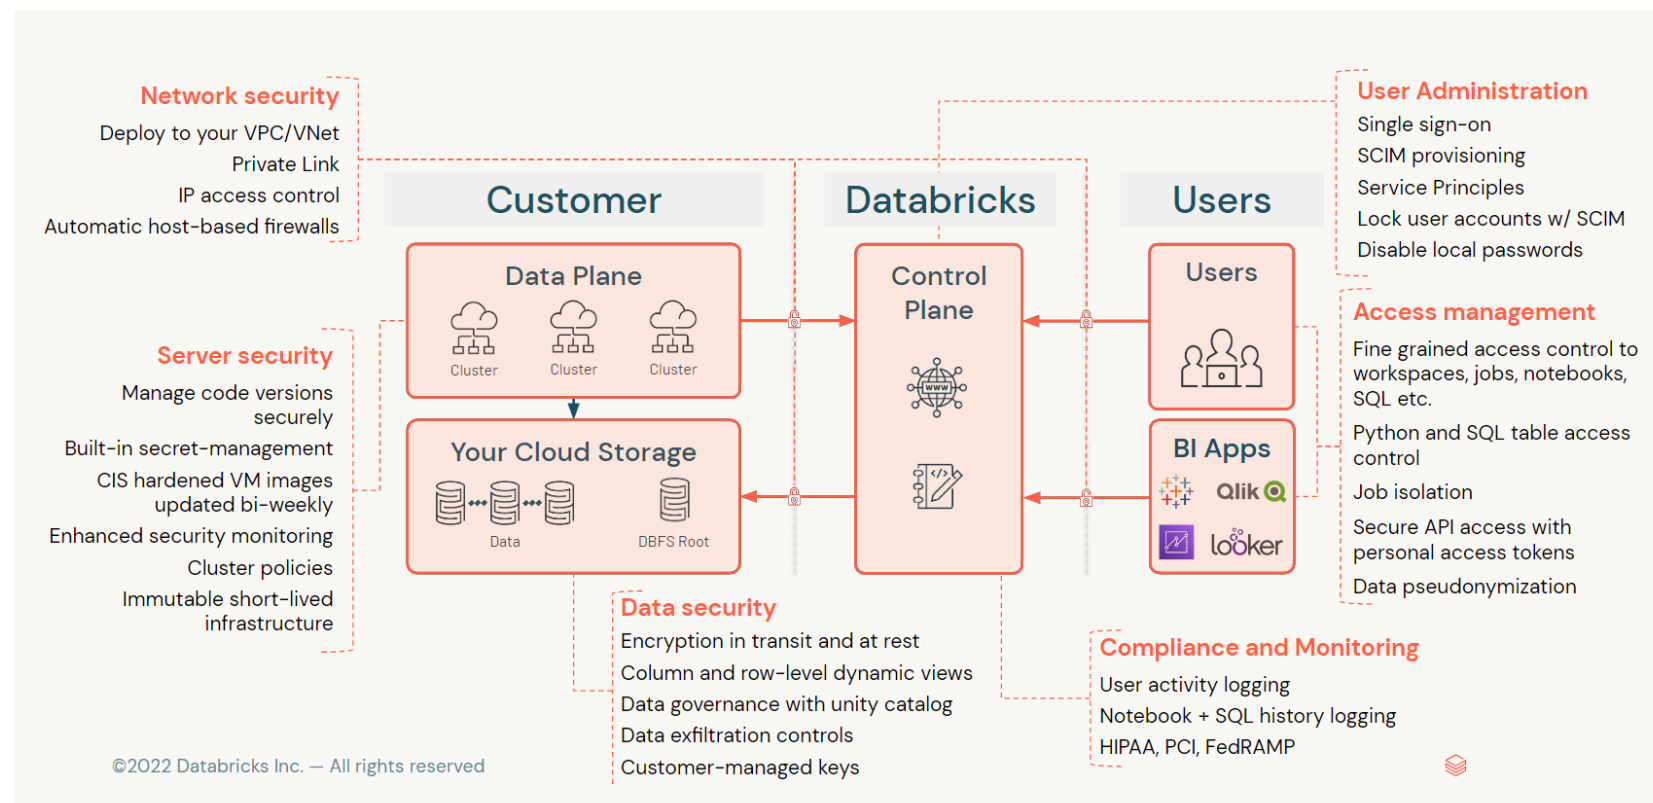 Network security
Deploy to your VPC/VNet
Private Link
IP access control
Automatic host-based firewalls
Server security
Manage code versions
securely
Built-in secret-management
CIS hardened VM images
updated bi-weekly
Enhanced security monitoring
Cluster policies
Immutable short-lived
infrastructure
Customer
Data Plane
Cluster
Cluster
Cluster
Your Cloud Storage
Data
DBFS Root
Databricks
Control
Plane
WWW
</>
Users
Users
BI Apps
Qlik
looker
User Administration
Single sign-on
SCIM provisioning
Service Principles
Lock user accounts w/ SCIM
Disable local passwords
Access management
Fine grained access control to
workspaces, jobs, notebooks,
SQL etc.
Python and SQL table access
control
Job isolation
Secure API access with
personal access tokens
Data pseudonymization
Data security
Encryption in transit and at rest
Column and row-level dynamic views
Data governance with unity catalog
Data exfiltration controls
Customer-managed keys
Compliance and Monitoring
User activity logging
Notebook + SQL history logging
HIPAA, PCI, FedRAMP
©2022 Databricks Inc. — All rights reserved